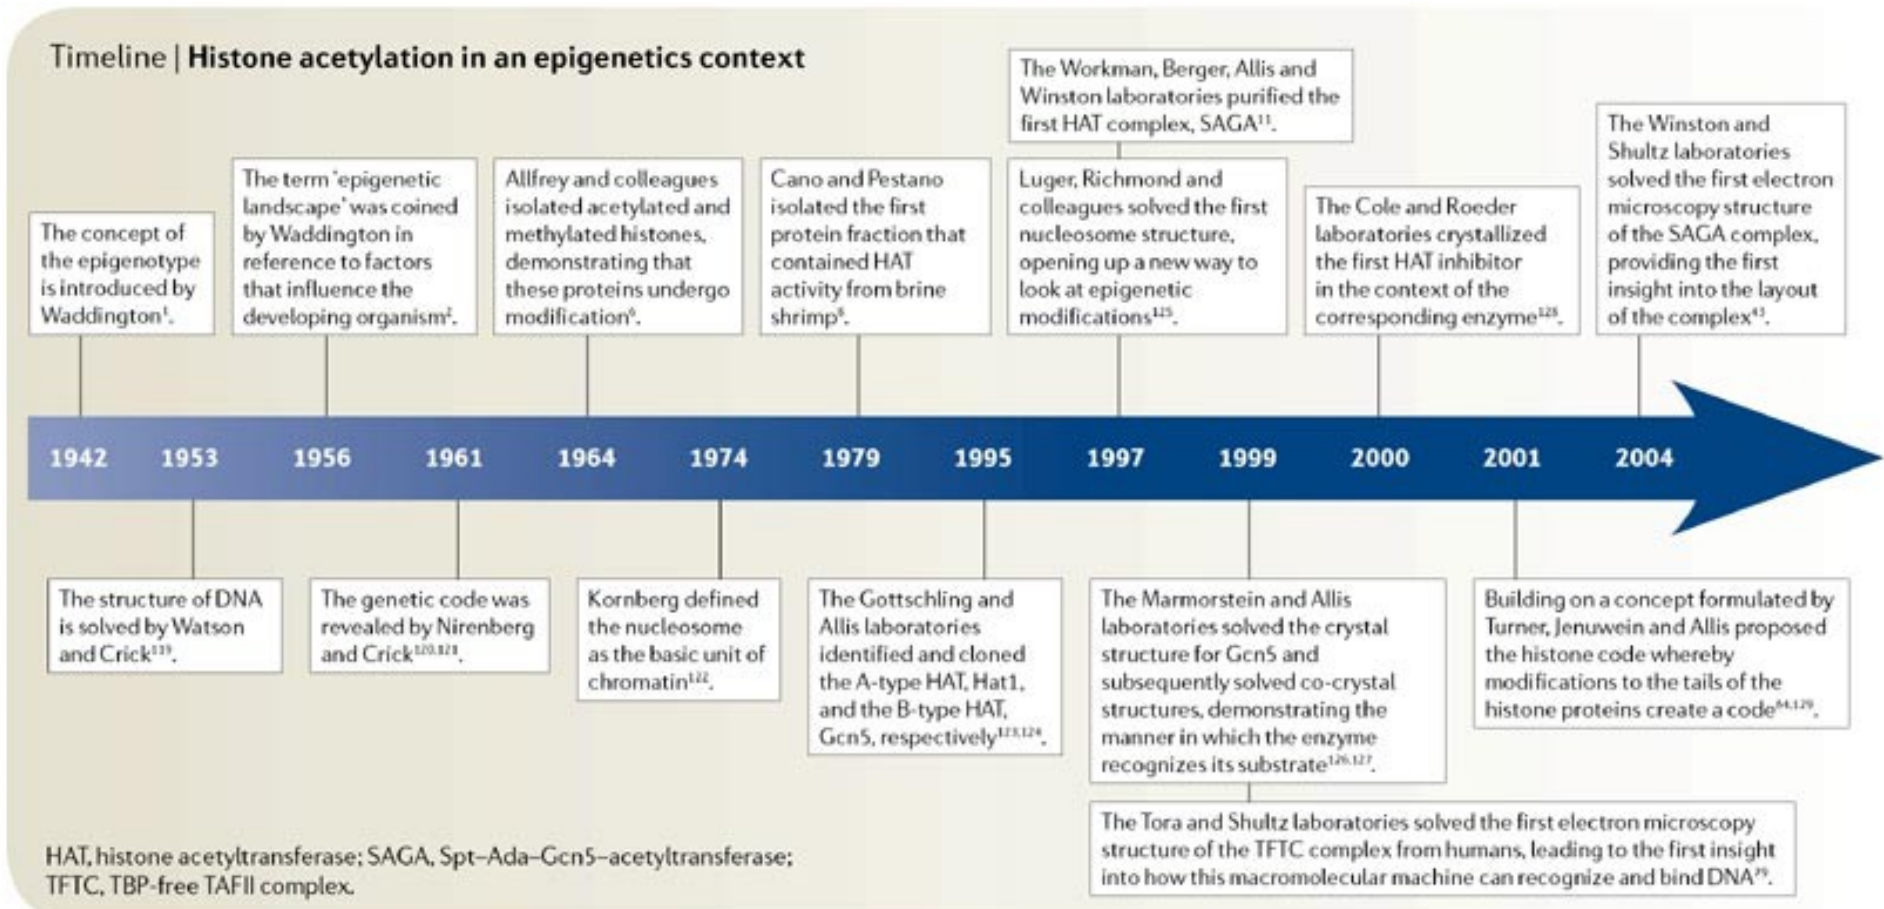 Timeline | Histone acetylation in an epigenetics context
The Workman, Berger, Allis and
Winston laboratories purified the
first HAT complex, SAGA¹¹.
The concept of
the epigenotype
is introduced by
Waddington¹.
The term ‘epigenetic
landscape’ was coined
by Waddington in
reference to factors
that influence the
developing organism².
Allfrey and colleagues
isolated acetylated and
methylated histones,
demonstrating that
these proteins undergo
modification⁶.
Cano and Pestano
isolated the first
protein fraction that
contained HAT
activity from brine
shrimp⁸.
Luger, Richmond and
colleagues solved the first
nucleosome structure,
opening up a new way to
look at epigenetic
modifications¹²⁵.
The Cole and Roeder
laboratories crystallized
the first HAT inhibitor
in the context of the
corresponding enzyme¹²⁸.
The Winston and
Shultz laboratories
solved the first electron
microscopy structure
of the SAGA complex,
providing the first
insight into the layout
of the complex⁴³.
1942 1953 1956 1961 1964 1974 1979 1995 1997 1999 2000 2001 2004
The structure of DNA
is solved by Watson
and Crick¹¹⁹.
The genetic code was
revealed by Nirenberg
and Crick¹²⁰,¹²¹.
Kornberg defined
the nucleosome
as the basic unit of
chromatin¹²².
The Gottschling and
Allis laboratories
identified and cloned
the A-type HAT, Hat1,
and the B-type HAT,
Gcn5, respectively¹²³,¹²⁴.
The Marmorstein and Allis
laboratories solved the crystal
structure for Gcn5 and
subsequently solved co-crystal
structures, demonstrating the
manner in which the enzyme
recognizes its substrate¹²⁶,¹²⁷.
Building on a concept formulated by
Turner, Jenuwein and Allis proposed
the histone code whereby
modifications to the tails of the
histone proteins create a code⁶⁴,¹²⁹.
The Tora and Shultz laboratories solved the first electron microscopy
structure of the TFTC complex from humans, leading to the first insight
into how this macromolecular machine can recognize and bind DNA²⁹.
HAT, histone acetyltransferase; SAGA, Spt–Ada–Gcn5–acetyltransferase;
TFTC, TBP-free TAFII complex.